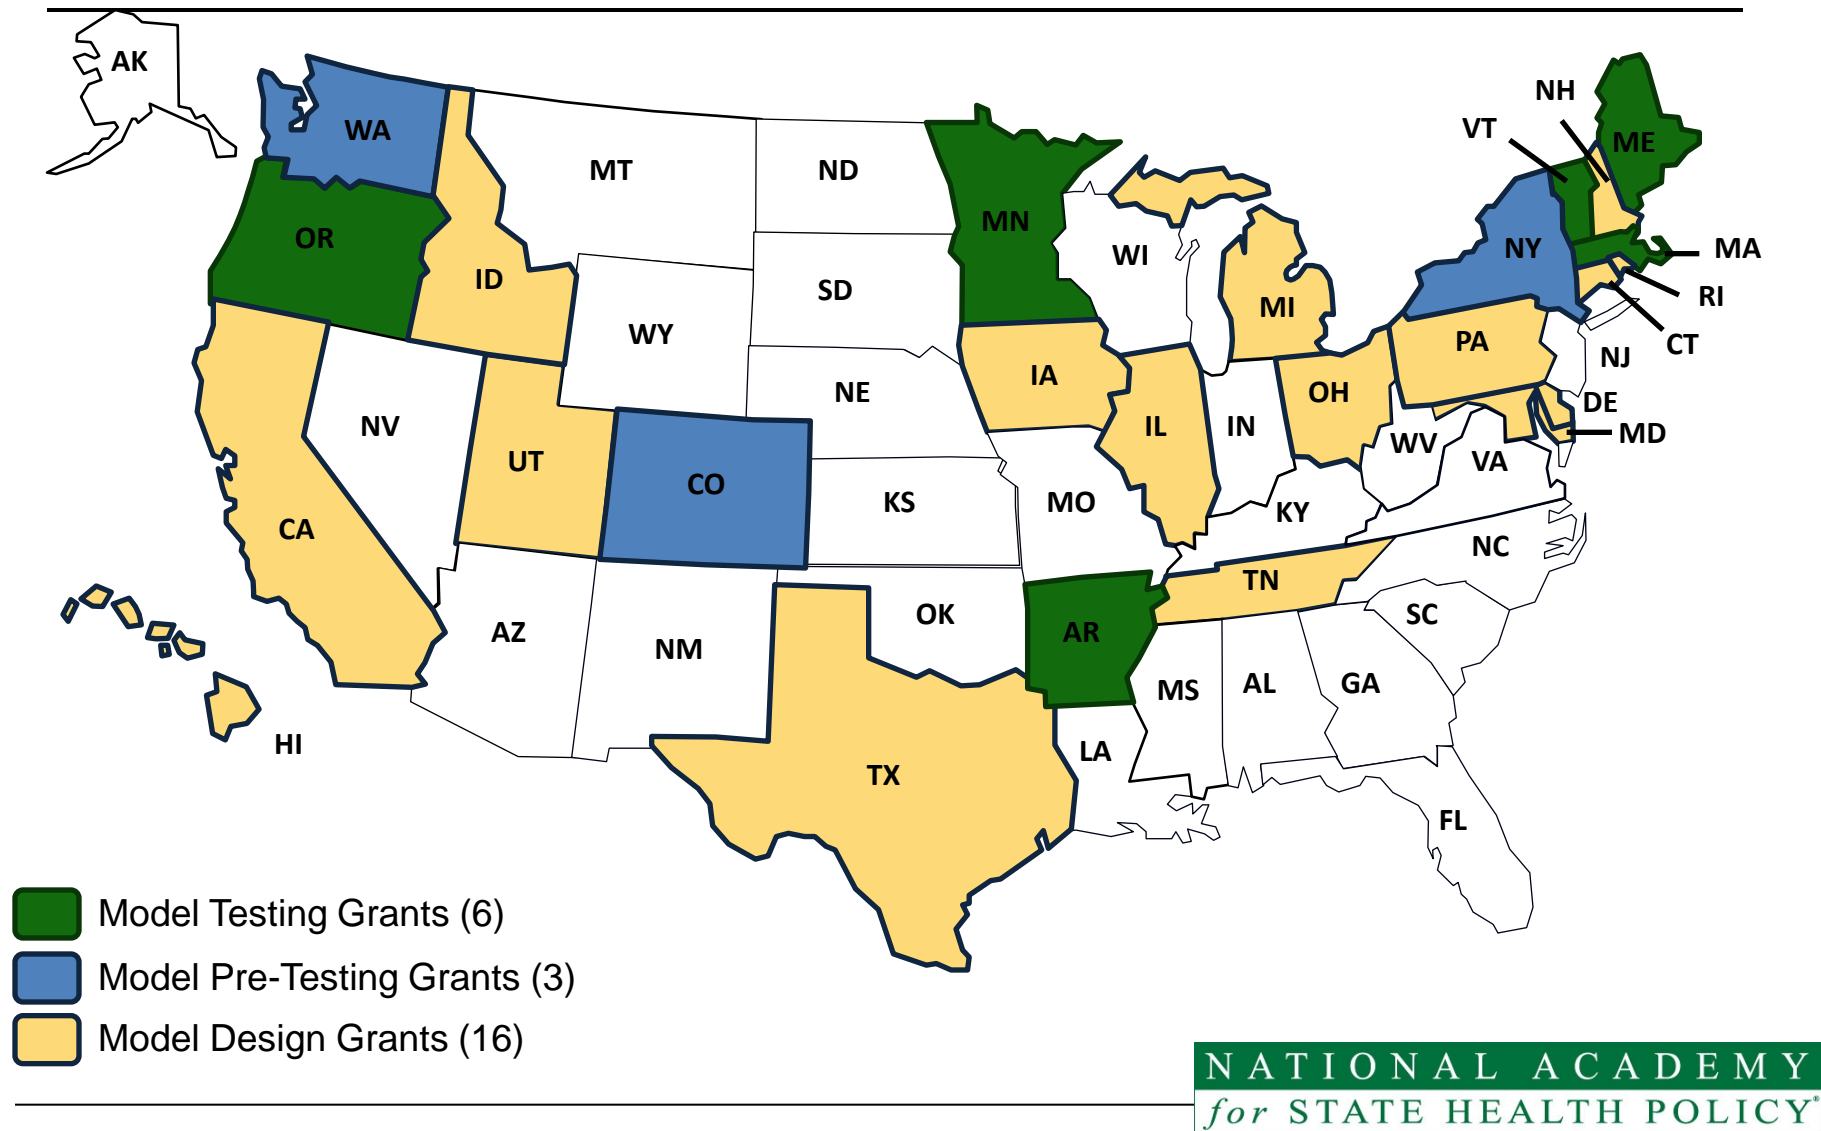 AK
NH
VT
WA
ME
MT
ND
OR
MN
NY
MA
WI
ID
SD
RI
MI
WY
PA
CT
NJ
IA
NE
OH
DE
NV
IL
IN
MD
WV
UT
VA
CO
KS
MO
KY
CA
NC
TN
OK
SC
AZ
AR
NM
MS
AL
GA
HI
LA
TX
FL
Model Testing Grants (6)
Model Pre-Testing Grants (3)
Model Design Grants (16)
NATIONAL ACADEMY
for STATE HEALTH POLICY®